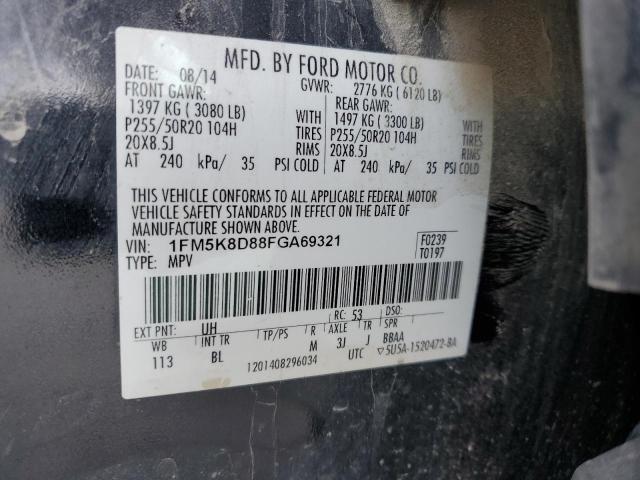 MFD. BY FORD MOTOR CO.
DATE: 08/14 GVWR: 2776 KG ( 6120 LB)
FRONT GAWR: REAR GAWR:
1397 KG ( 3080 LB) WITH 1497 KG ( 3300 LB) WITH
P255/50R20 104H TIRES P255/50R20 104H TIRES
20X8.5J RIMS 20X8.5J RIMS
AT 240 kPa/ 35 PSI COLD AT 240 kPa/ 35 PSI COLD
THIS VEHICLE CONFORMS TO ALL APPLICABLE FEDERAL MOTOR
VEHICLE SAFETY STANDARDS IN EFFECT ON THE DATE OF
MANUFACTURE SHOWN ABOVE.
VIN: 1FM5K8D88FGA69321 F0239
TYPE: MPV T0197
EXT PNT: UH RC: 53 DSO:
WB INT TR TP/PS R AXLE TR SPR
113 BL M 3J J BBAA
1201408296034 UTC ▽5U5A-1520472-BA